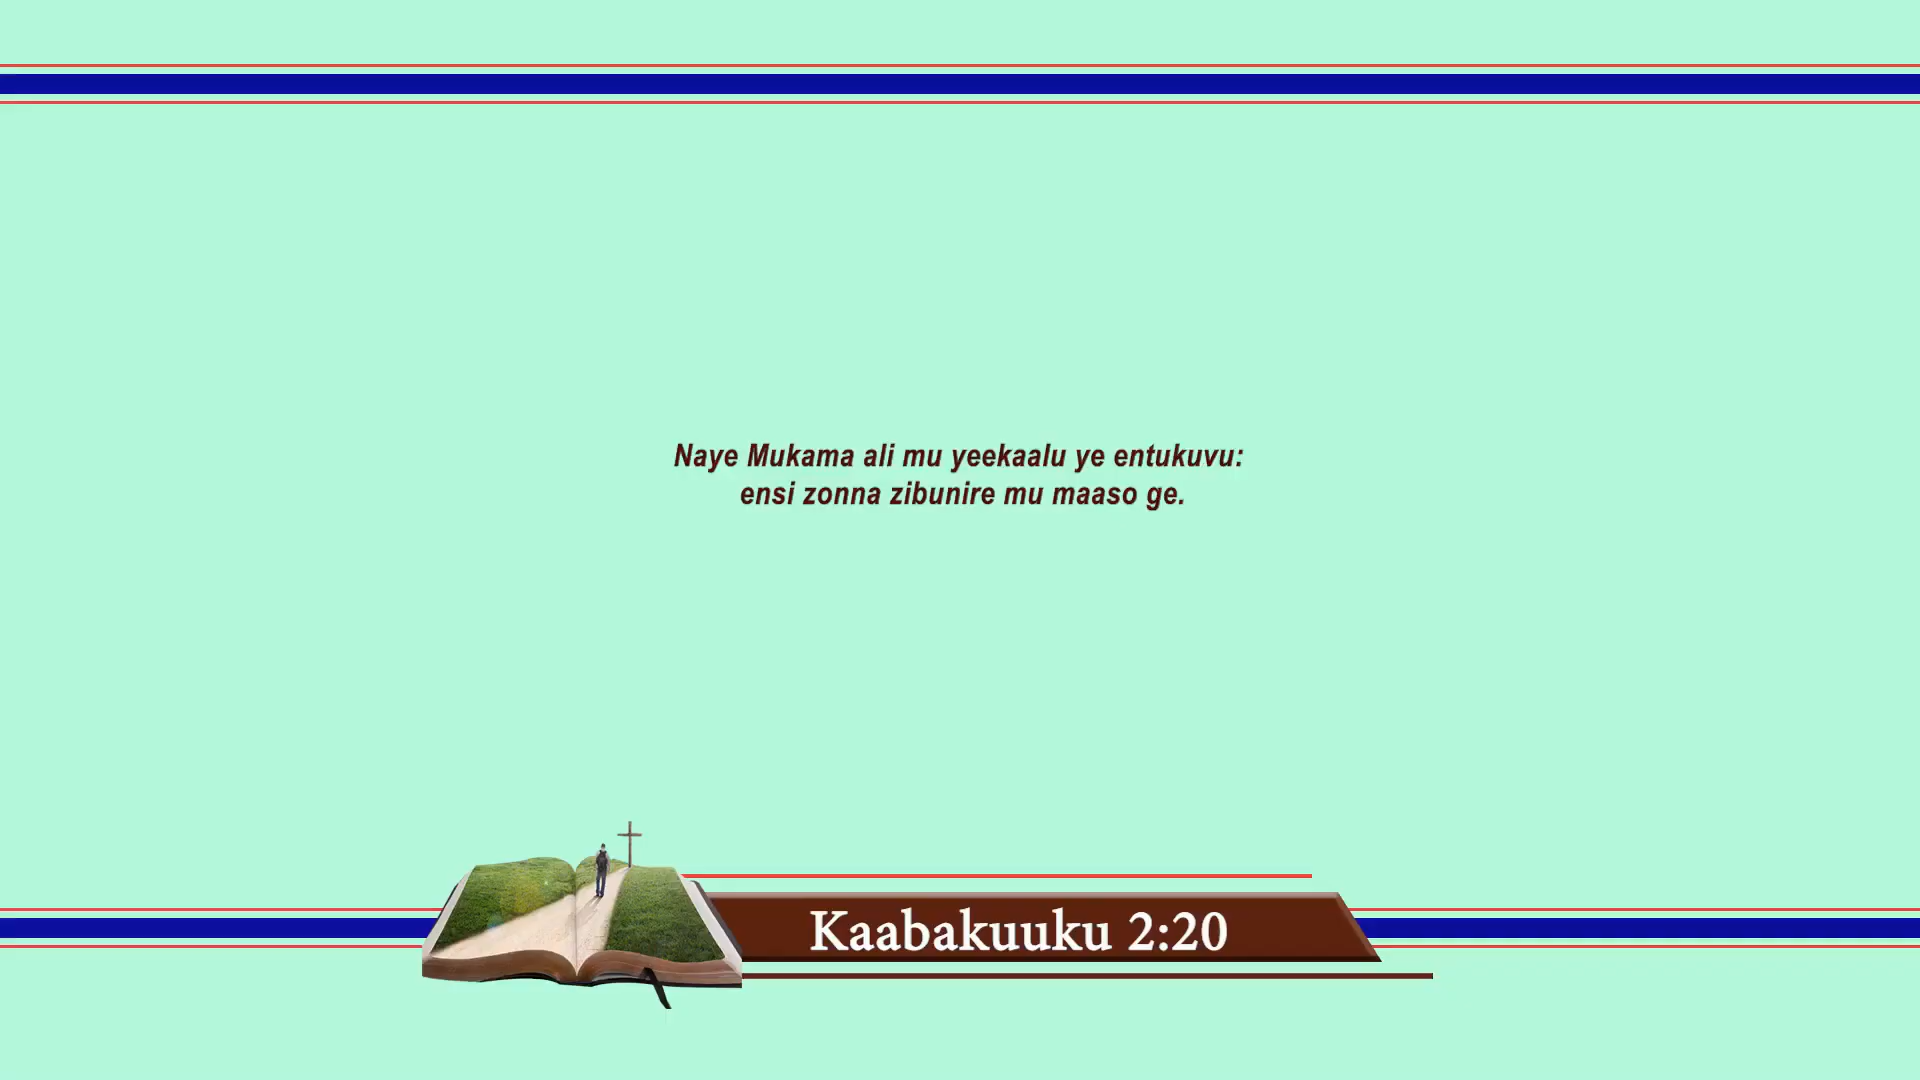 Naye Mukama ali mu yeekaalu ye entukuvu:
ensi zonna zibunire mu maaso ge.
Kaabakuuku 2:20